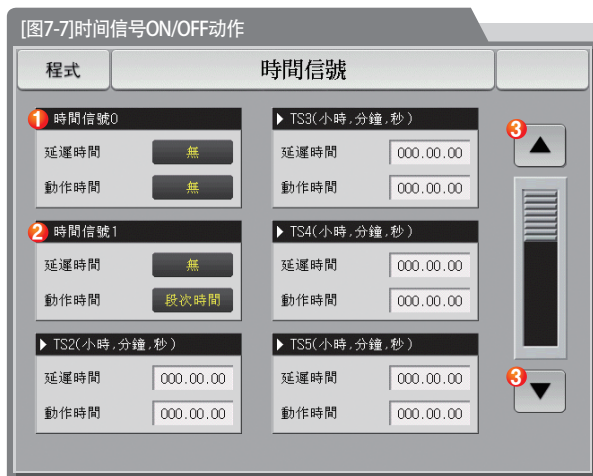 [图7-7]时间信号ON/OFF动作
程式
時間信號
1 時間信號0
延遲時間 無
動作時間 無
2 時間信號1
延遲時間 無
動作時間 段次時間
▶ TS2(小時,分鐘,秒)
延遲時間 000.00.00
動作時間 000.00.00
▶ TS3(小時,分鐘,秒)
延遲時間 000.00.00
動作時間 000.00.00
▶ TS4(小時,分鐘,秒)
延遲時間 000.00.00
動作時間 000.00.00
▶ TS5(小時,分鐘,秒)
延遲時間 000.00.00
動作時間 000.00.00
3 ▲
3 ▼